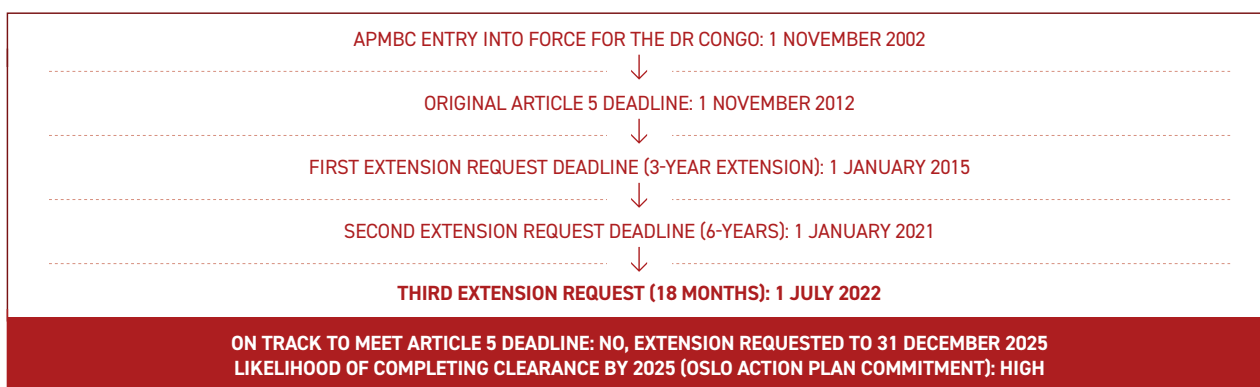 APMBC ENTRY INTO FORCE FOR THE DR CONGO: 1 NOVEMBER 2002
ORIGINAL ARTICLE 5 DEADLINE: 1 NOVEMBER 2012
FIRST EXTENSION REQUEST DEADLINE (3-YEAR EXTENSION): 1 JANUARY 2015
SECOND EXTENSION REQUEST DEADLINE (6-YEARS): 1 JANUARY 2021
THIRD EXTENSION REQUEST (18 MONTHS): 1 JULY 2022
ON TRACK TO MEET ARTICLE 5 DEADLINE: NO, EXTENSION REQUESTED TO 31 DECEMBER 2025
LIKELIHOOD OF COMPLETING CLEARANCE BY 2025 (OSLO ACTION PLAN COMMITMENT): HIGH